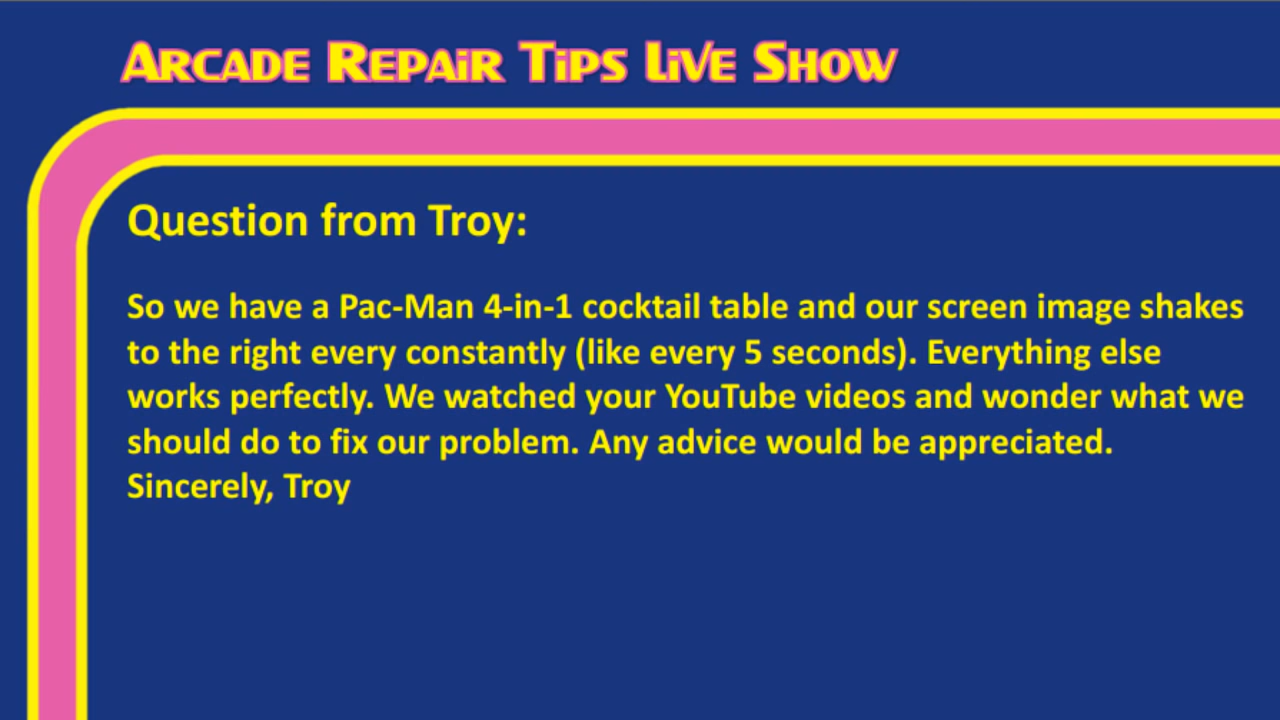 Arcade Repair Tips Live Show
Question from Troy:
So we have a Pac-Man 4-in-1 cocktail table and our screen image shakes
to the right every constantly (like every 5 seconds). Everything else
works perfectly. We watched your YouTube videos and wonder what we
should do to fix our problem. Any advice would be appreciated.
Sincerely, Troy